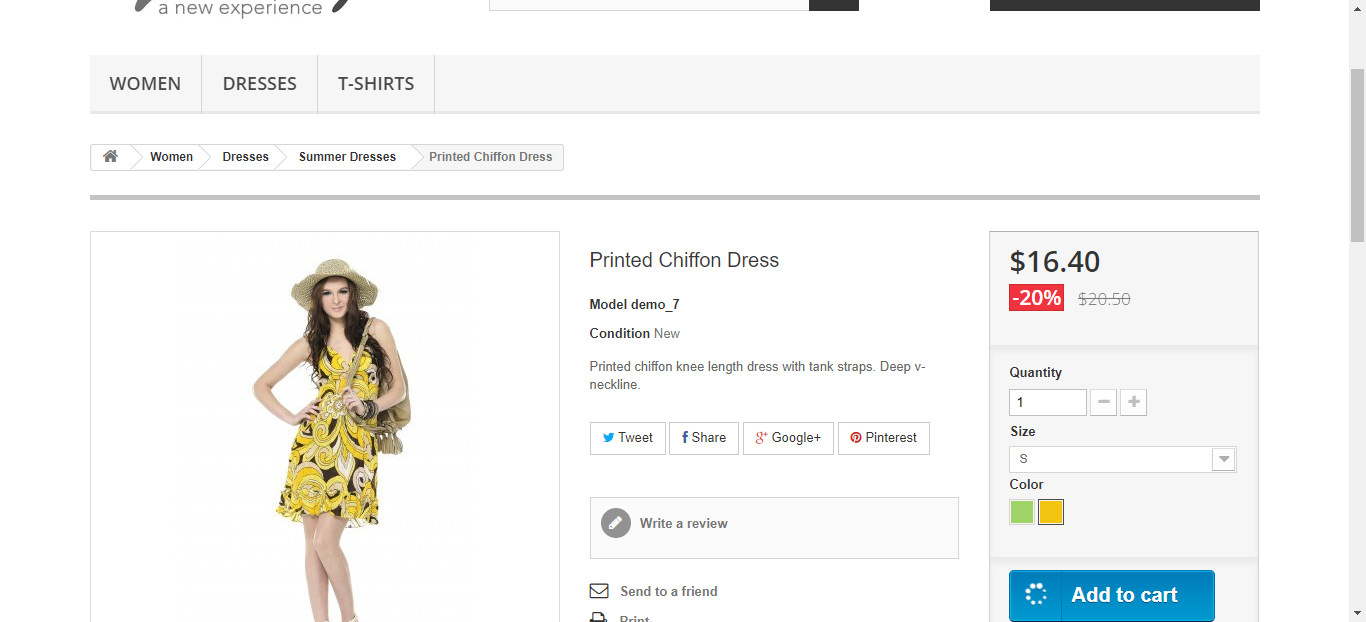 a new experience
WOMEN
DRESSES
T-SHIRTS
Women
Dresses
Summer Dresses
Printed Chiffon Dress
Printed Chiffon Dress
Model demo_7
Condition New
Printed chiffon knee length dress with tank straps. Deep v-
neckline.
Tweet
Share
Google+
Pinterest
Write a review
Send to a friend
Print
$16.40
-20% $20.50
Quantity
1
Size
S
Color
Add to cart